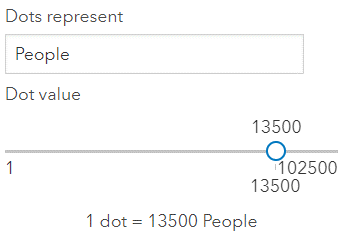 Dots represent
People
Dot value
13500
1 102500
13500
1 dot = 13500 People